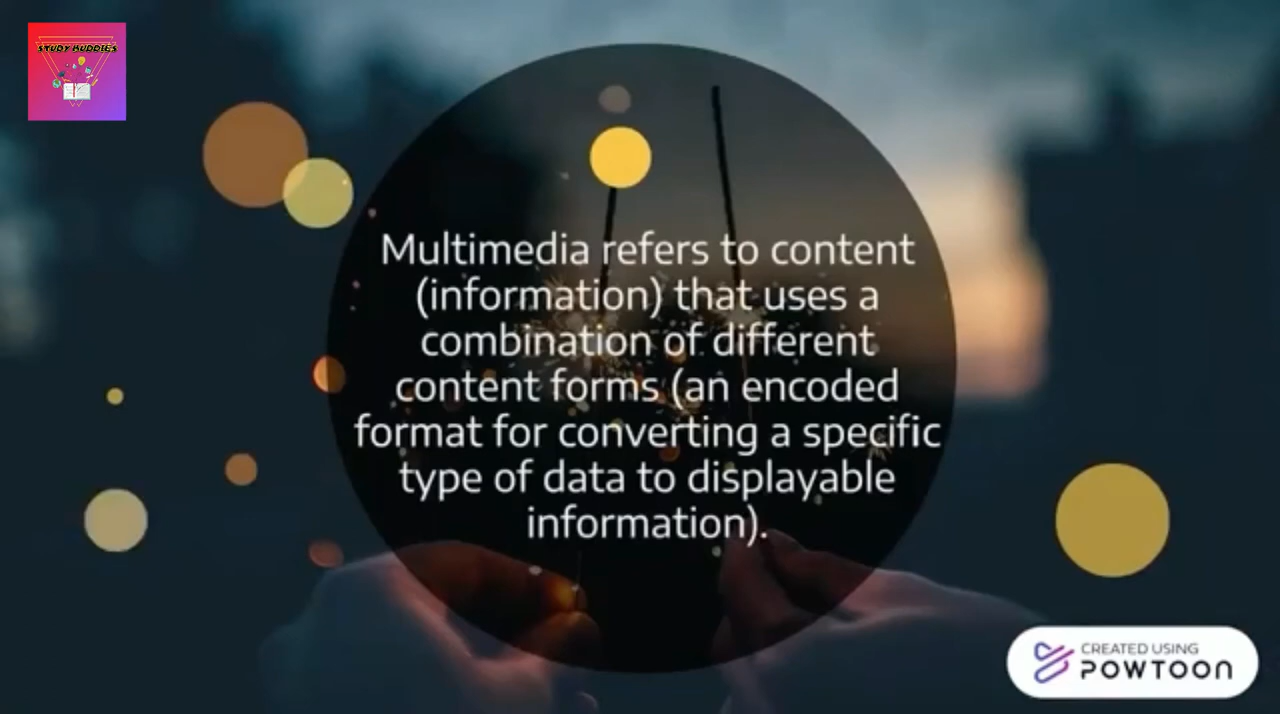 STUDY BUDDIES
Multimedia refers to content
(information) that uses a
combination of different
content forms (an encoded
format for converting a specific
type of data to displayable
information).
CREATED USING
POWTOON